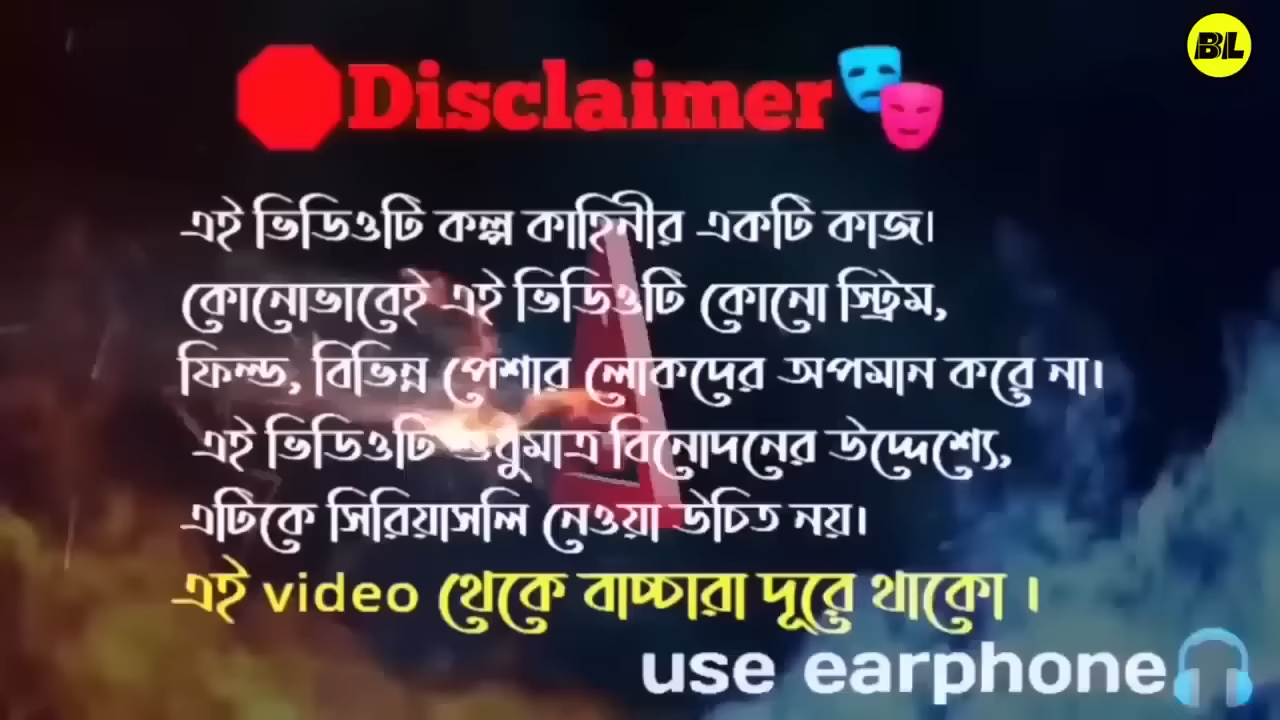 BL
Disclaimer
এই ভিডিওটি কল্প কাহিনীর একটি কাজ।
কোনোভাবেই এই ভিডিওটি কোনো স্ট্রিম,
ফিল্ড, বিভিন্ন পেশার লোকদের অপমান করে না।
এই ভিডিওটি শুধুমাত্র বিনোদনের উদ্দেশ্যে,
এটিকে সিরিয়াসলি নেওয়া উচিত নয়।
এই video থেকে বাচ্চারা দূরে থাকো ।
use earphone